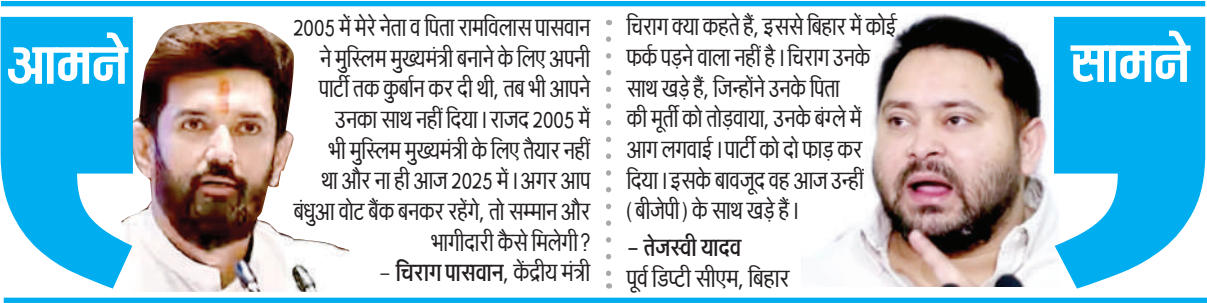 आमने
2005 में मेरे नेता व पिता रामविलास पासवान
ने मुस्लिम मुख्यमंत्री बनाने के लिए अपनी
पार्टी तक कुर्बान कर दी थी, तब भी आपने
उनका साथ नहीं दिया। राजद 2005 में
भी मुस्लिम मुख्यमंत्री के लिए तैयार नहीं
था और ना ही आज 2025 में। अगर आप
बंधुआ वोट बैंक बनकर रहेंगे, तो सम्मान और
भागीदारी कैसे मिलेगी?
– चिराग पासवान, केंद्रीय मंत्री
चिराग क्या कहते हैं, इससे बिहार में कोई
फर्क पड़ने वाला नहीं है। चिराग उनके
साथ खड़े हैं, जिन्होंने उनके पिता
की मूर्ती को तोड़वाया, उनके बंग्ले में
आग लगवाई। पार्टी को दो फाड़ कर
दिया। इसके बावजूद वह आज उन्हीं
(बीजेपी) के साथ खड़े हैं।
– तेजस्वी यादव
पूर्व डिप्टी सीएम, बिहार
सामने